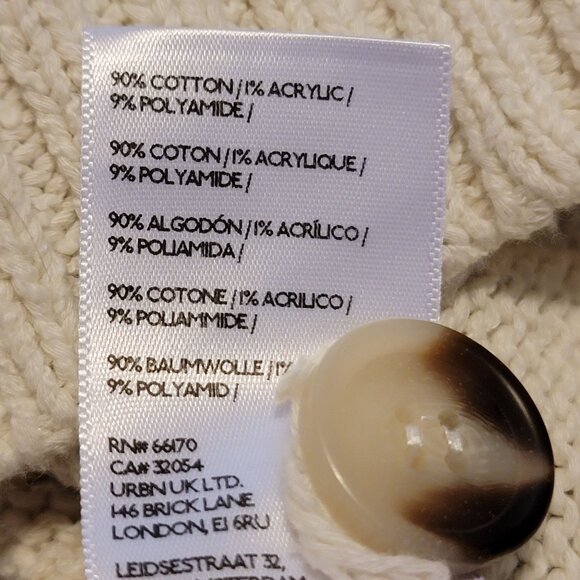 90% COTTON / 1% ACRYLIC /
9% POLYAMIDE /
90% COTON / 1% ACRYLIQUE /
9% POLYAMIDE /
90% ALGODÓN / 1% ACRÍLICO /
9% POLIAMIDA /
90% COTONE / 1% ACRILICO /
9% POLIAMMIDE /
90% BAUMWOLLE / 1%
9% POLYAMID /
RN# 66170
CA# 32054
URBN UK LTD.
146 BRICK LANE
LONDON, E1 6RU
LEIDSESTRAAT 32,